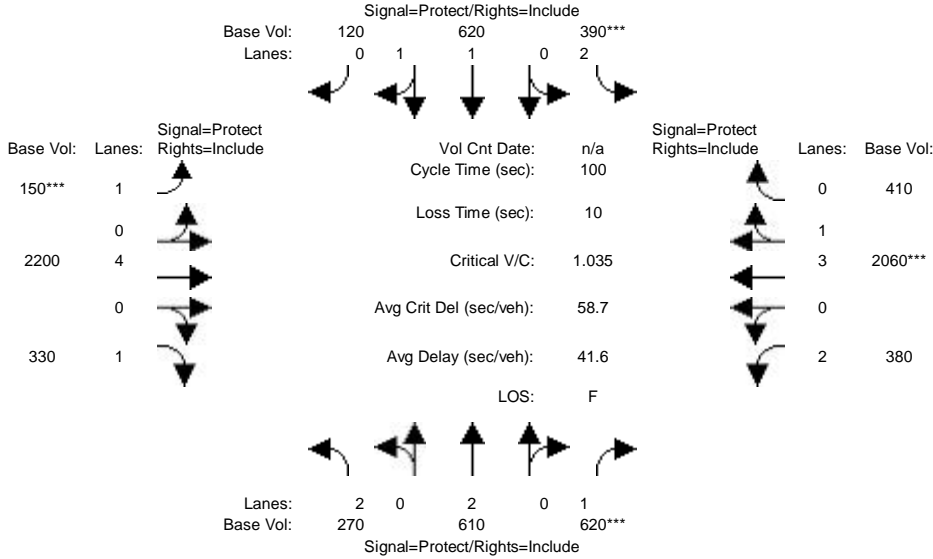 Signal=Protect/Rights=Include
Base Vol: 120 620 390***
Lanes: 0 1 1 0 2
Signal=Protect
Base Vol: Lanes: Rights=Include
Vol Cnt Date: n/a
Signal=Protect
Rights=Include Lanes: Base Vol:
Cycle Time (sec): 100
150*** 1
0 410
Loss Time (sec): 10
0
1
2200 4
Critical V/C: 1.035
3 2060***
0
Avg Crit Del (sec/veh): 58.7
0
330 1
Avg Delay (sec/veh): 41.6
2 380
LOS: F
Lanes: 2 0 2 0 1
Base Vol: 270 610 620***
Signal=Protect/Rights=Include